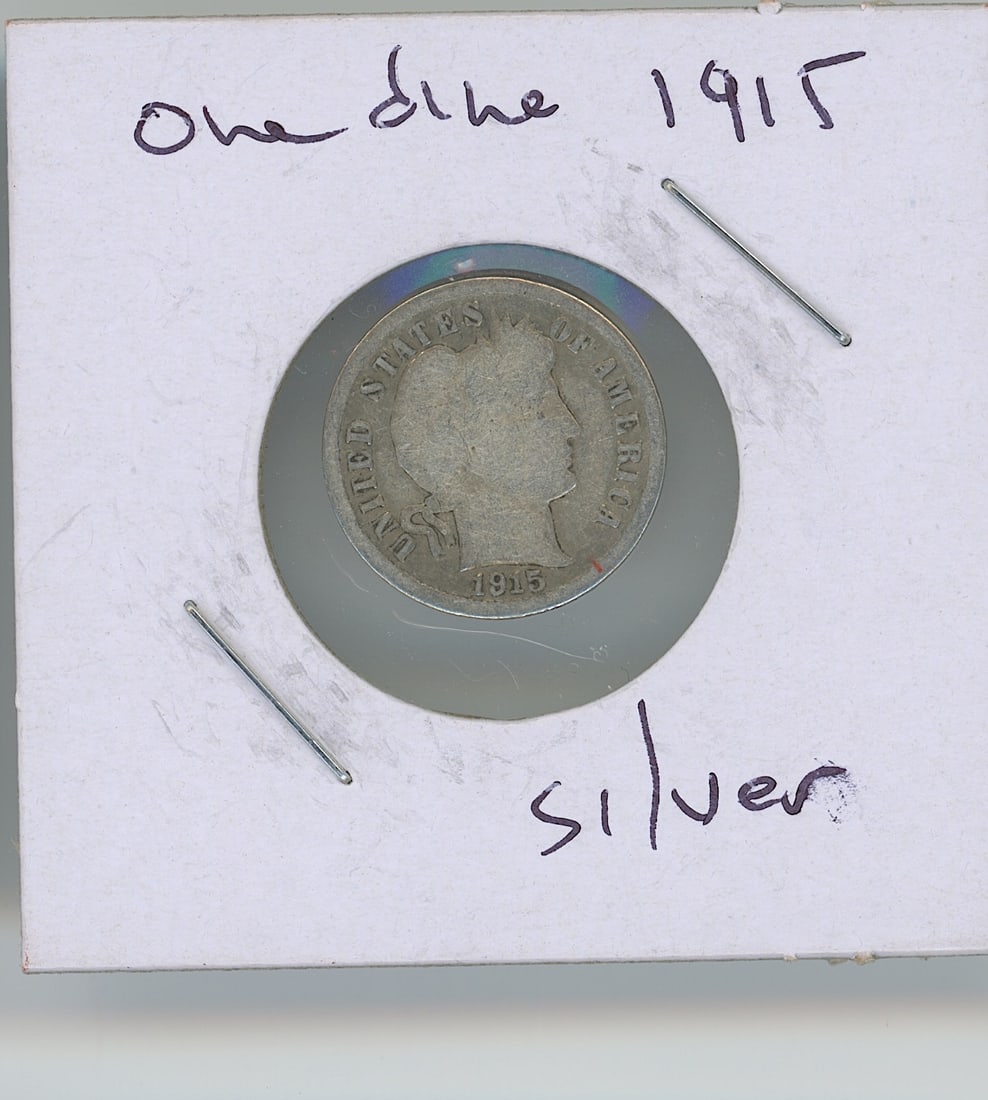 One dime 1915
UNITED STATES OF AMERICA
1915
silver